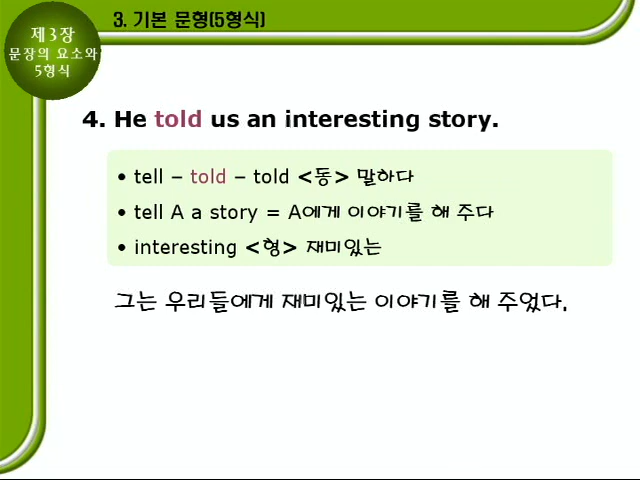 3. 기본 문형(5형식)
제3장
문장의 요소와
5형식
4. He told us an interesting story.
• tell – told – told <동> 말하다
• tell A a story = A에게 이야기를 해 주다
• interesting <형> 재미있는
그는 우리들에게 재미있는 이야기를 해 주었다.